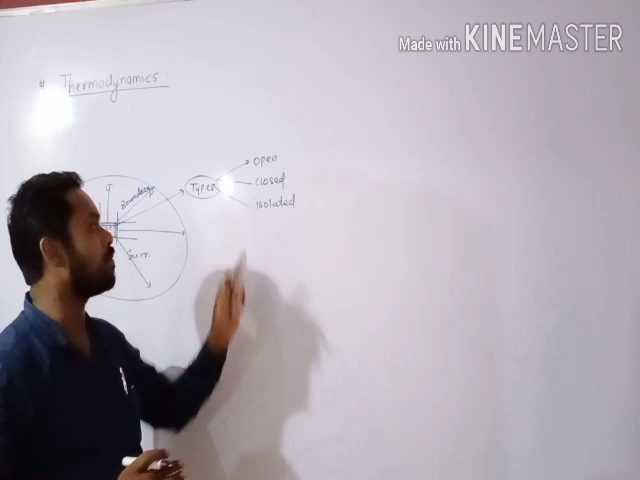 Made with KINEMASTER
# Thermodynamics :
Open
Boundary
Types
Closed
Isolated
Surr.